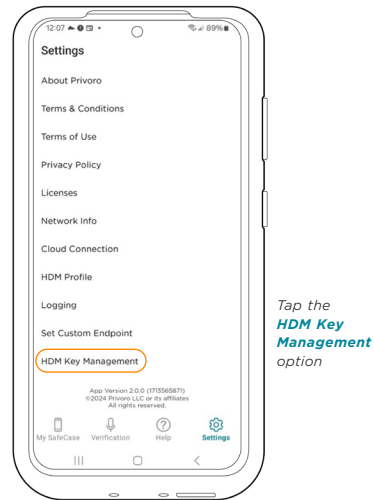 12:07
89%
Settings
About Privoro
Terms & Conditions
Terms of Use
Privacy Policy
Licenses
Network Info
Cloud Connection
HDM Profile
Logging
Set Custom Endpoint
HDM Key Management
App Version 2.0.0 (1713565871)
©2024 Privoro LLC or its affiliates
All rights reserved.
My SafeCase Verification Help Settings
Tap the
HDM Key
Management
option